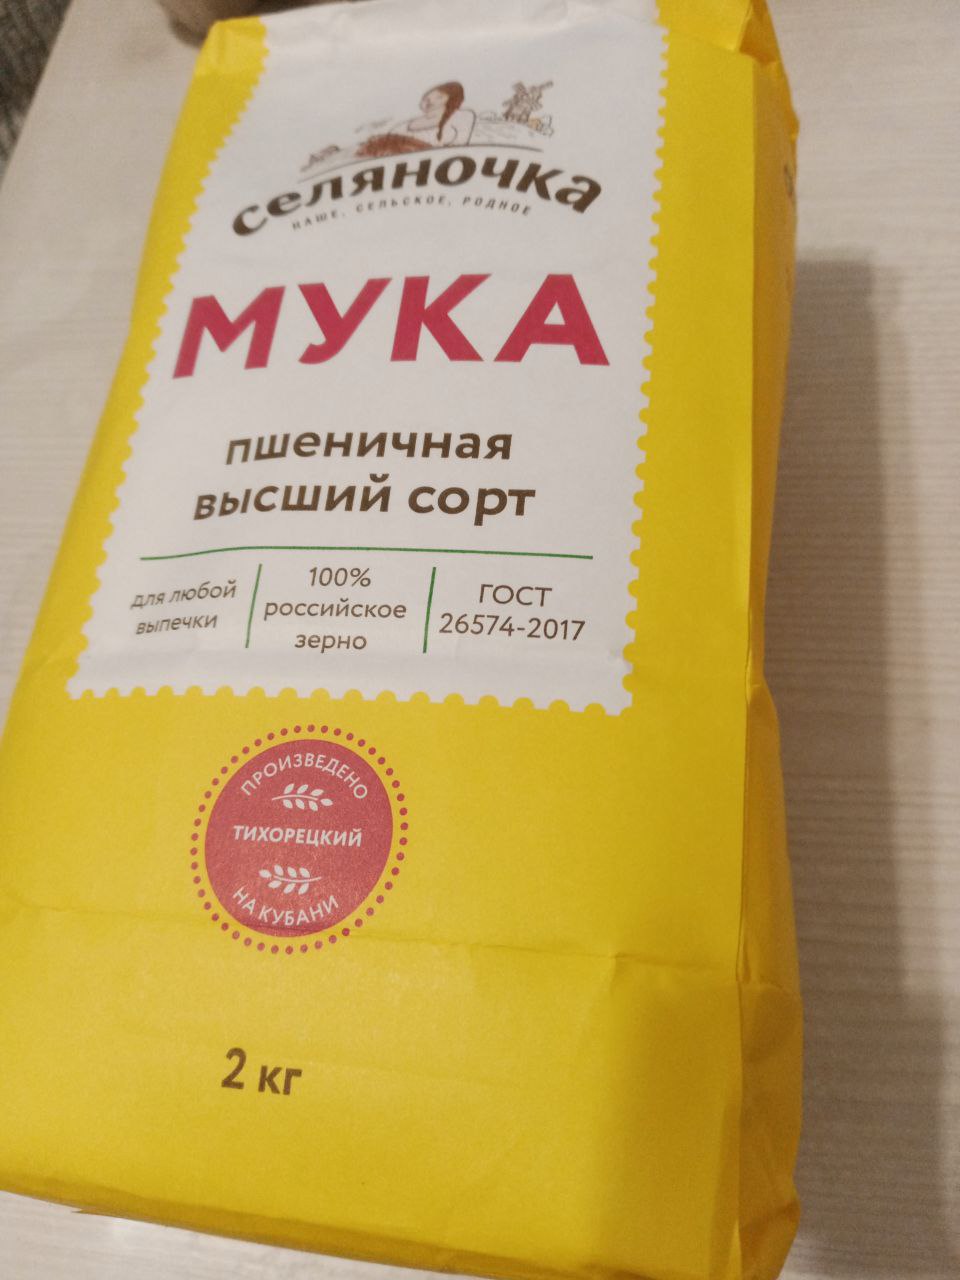 селяночка
НАШЕ, СЕЛЬСКОЕ, РОДНОЕ
МУКА
пшеничная
высший сорт
для любой
выпечки
100%
российское
зерно
ГОСТ
26574-2017
ПРОИЗВЕДЕНО
ТИХОРЕЦКИЙ
НА КУБАНИ
2 кг